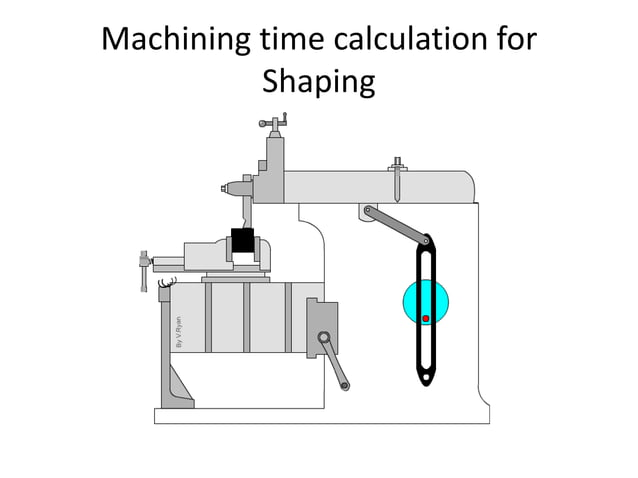 Machining time calculation for
Shaping
By V.Ryan